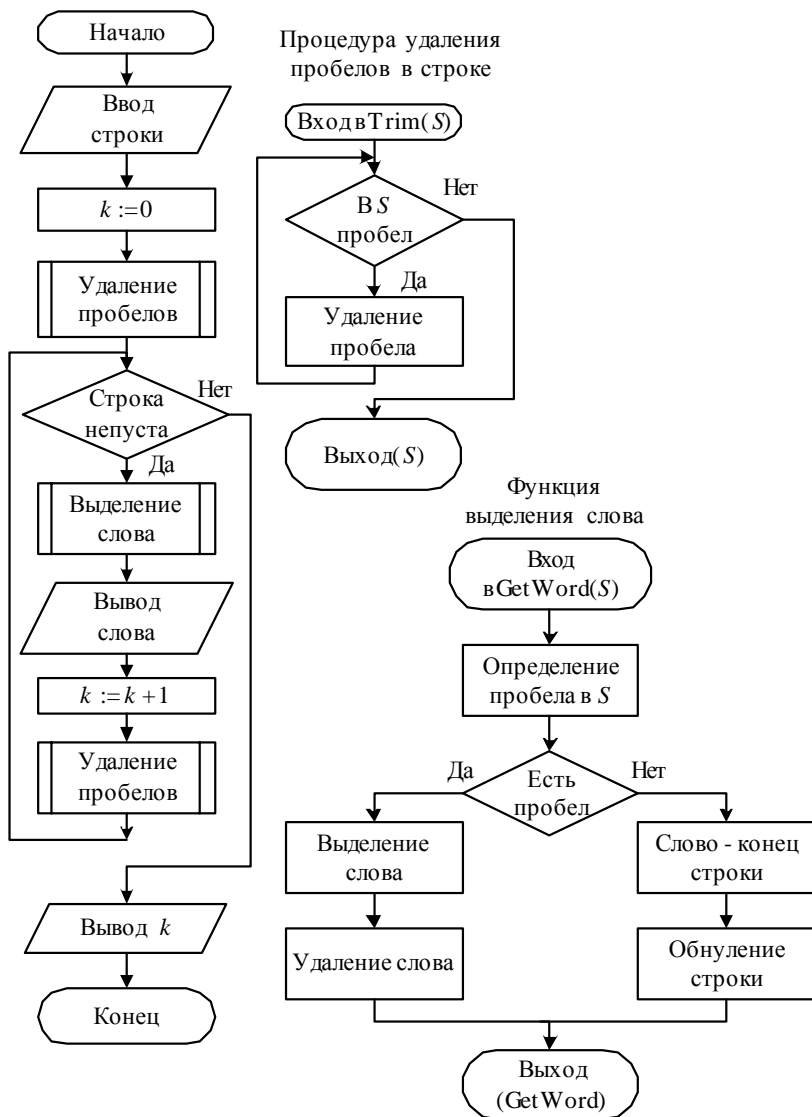 Начало
Ввод
строки
k := 0
Удаление
пробелов
Строка
непуста
Нет
Да
Выделение
слова
Вывод
слова
k := k + 1
Удаление
пробелов
Вывод k
Конец
Процедура удаления
пробелов в строке
Вход в Trim(S)
В S
пробел
Нет
Да
Удаление
пробела
Выход(S)
Функция
выделения слова
Вход
в GetWord(S)
Определение
пробела в S
Есть
пробел
Да
Нет
Выделение
слова
Удаление слова
Слово - конец
строки
Обнуление
строки
Выход
(GetWord)